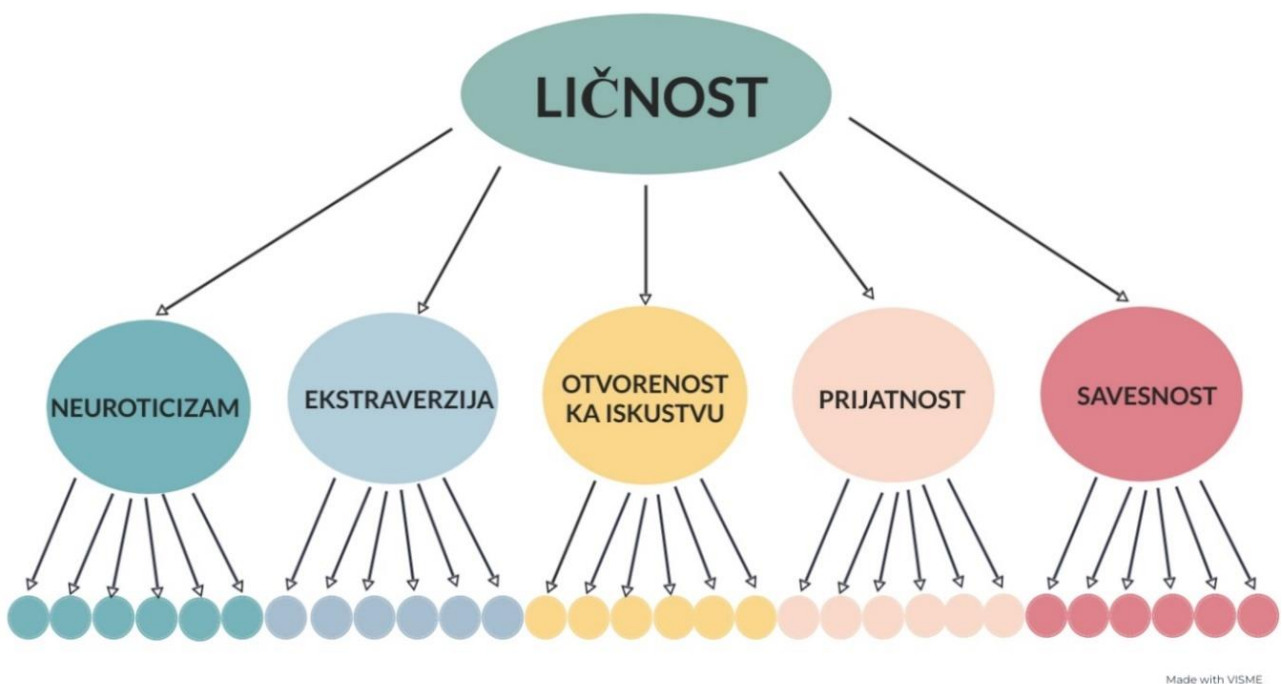 LIČNOST
NEUROTICIZAM
EKSTRAVERZIJA
OTVORENOST
KA ISKUSTVU
PRIJATNOST
SAVESNOST
Made with VISME